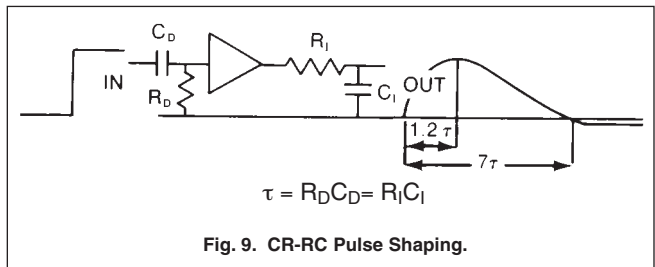 C_D
R_I
IN
R_D
C_I
OUT
1.2 τ
7τ
τ = R_DC_D= R_IC_I
Fig. 9. CR-RC Pulse Shaping.